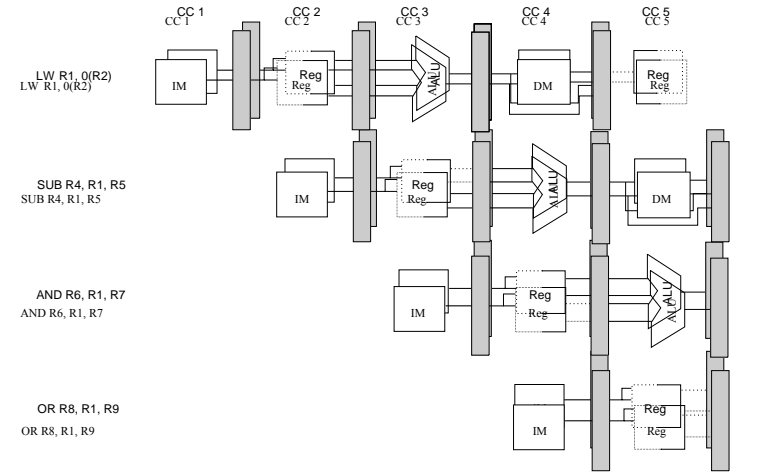 CC 1 CC 2 CC 3 CC 4 CC 5
CC 1 CC 2 CC 3 CC 4 CC 5
LW R1, 0(R2)
LW R1, 0(R2)
IM Reg ALU DM Reg
Reg ALU Reg
SUB R4, R1, R5
SUB R4, R1, R5
IM Reg ALU DM
Reg ALU
AND R6, R1, R7
AND R6, R1, R7
IM Reg ALU
Reg ALU
OR R8, R1, R9
OR R8, R1, R9
IM Reg
Reg